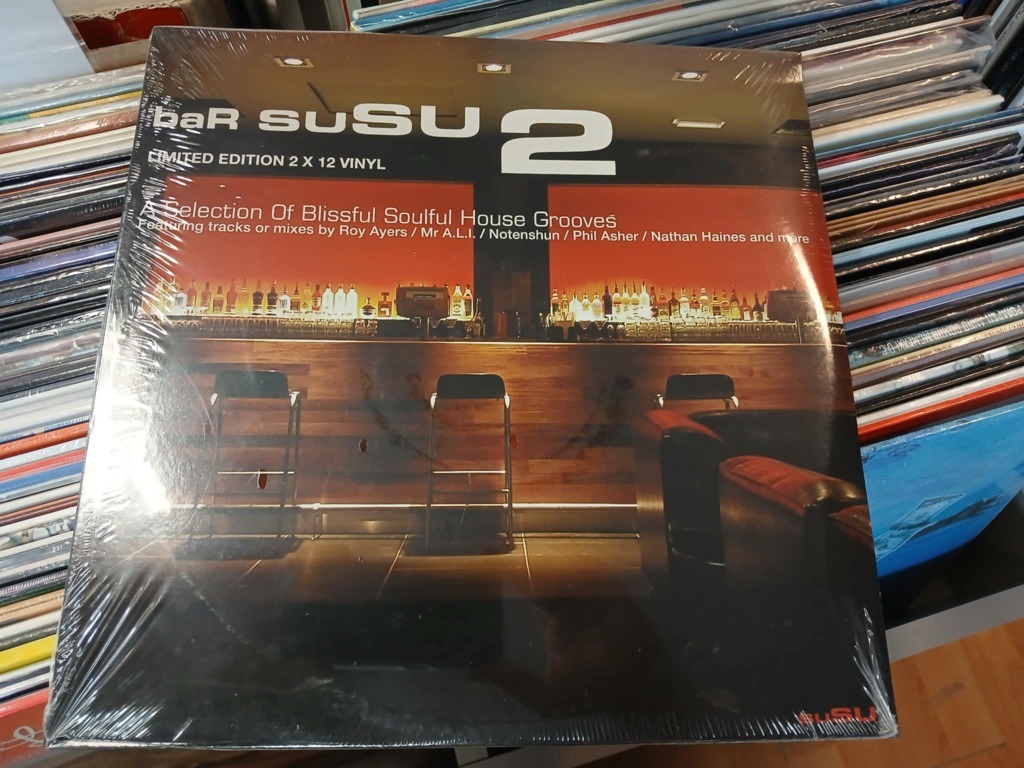 baR suSU 2
LIMITED EDITION 2 X 12 VINYL
A Selection Of Blissful Soulful House Grooves
Featuring tracks or mixes by Roy Ayers / Mr A.L.I. / Notenshun / Phil Asher / Nathan Haines and more
suSU